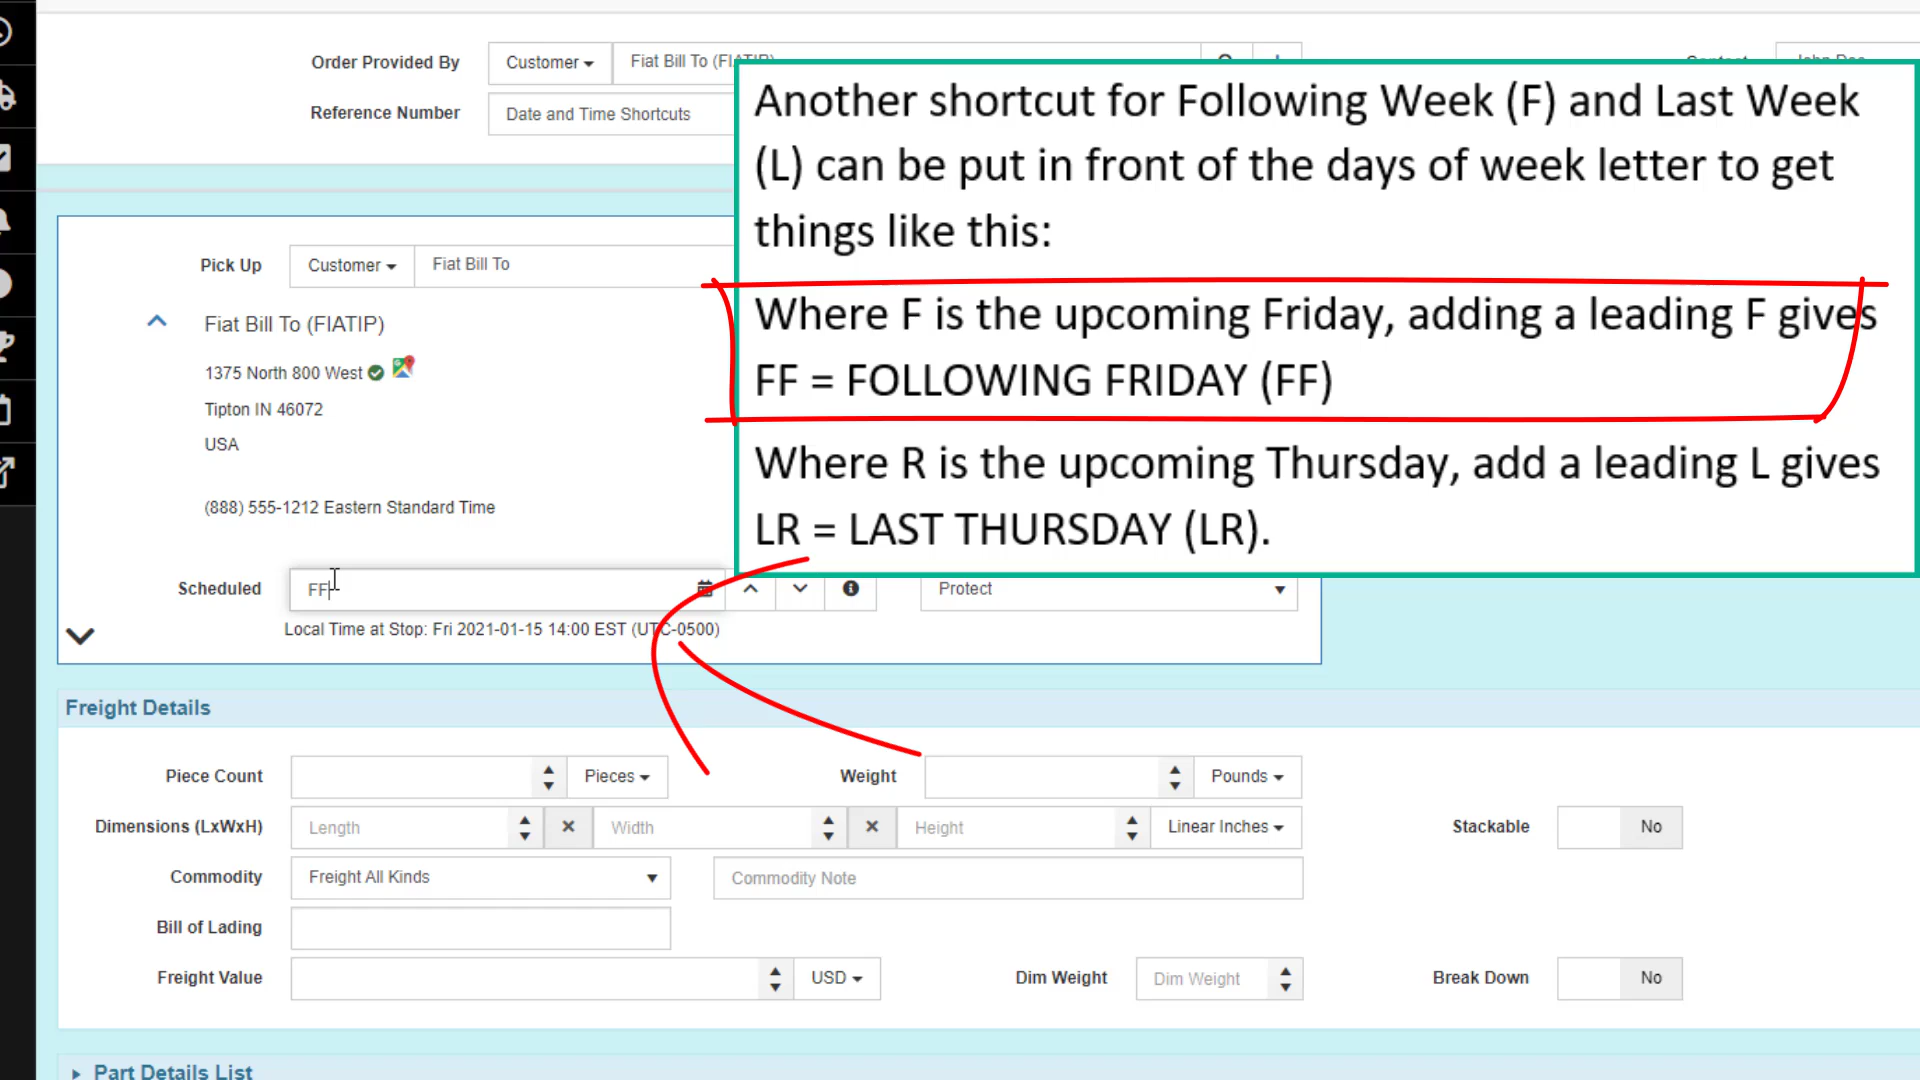 Order Provided By
Customer
Fiat Bill To
Reference Number
Date and Time Shortcuts
Another shortcut for Following Week (F) and Last Week
(L) can be put in front of the days of week letter to get
things like this:
Where F is the upcoming Friday, adding a leading F gives
FF = FOLLOWING FRIDAY (FF)
Where R is the upcoming Thursday, add a leading L gives
LR = LAST THURSDAY (LR).
Pick Up
Customer
Fiat Bill To
Fiat Bill To (FIATIP)
1375 North 800 West
Tipton IN 46072
USA
(888) 555-1212 Eastern Standard Time
Scheduled
FF
Protect
Local Time at Stop: Fri 2021-01-15 14:00 EST (UTC-0500)
Freight Details
Piece Count
Pieces
Weight
Pounds
Dimensions (LxWxH)
Length
Width
Height
Linear Inches
Stackable
No
Commodity
Freight All Kinds
Commodity Note
Bill of Lading
Freight Value
USD
Dim Weight
Dim Weight
Break Down
No
Part Details List